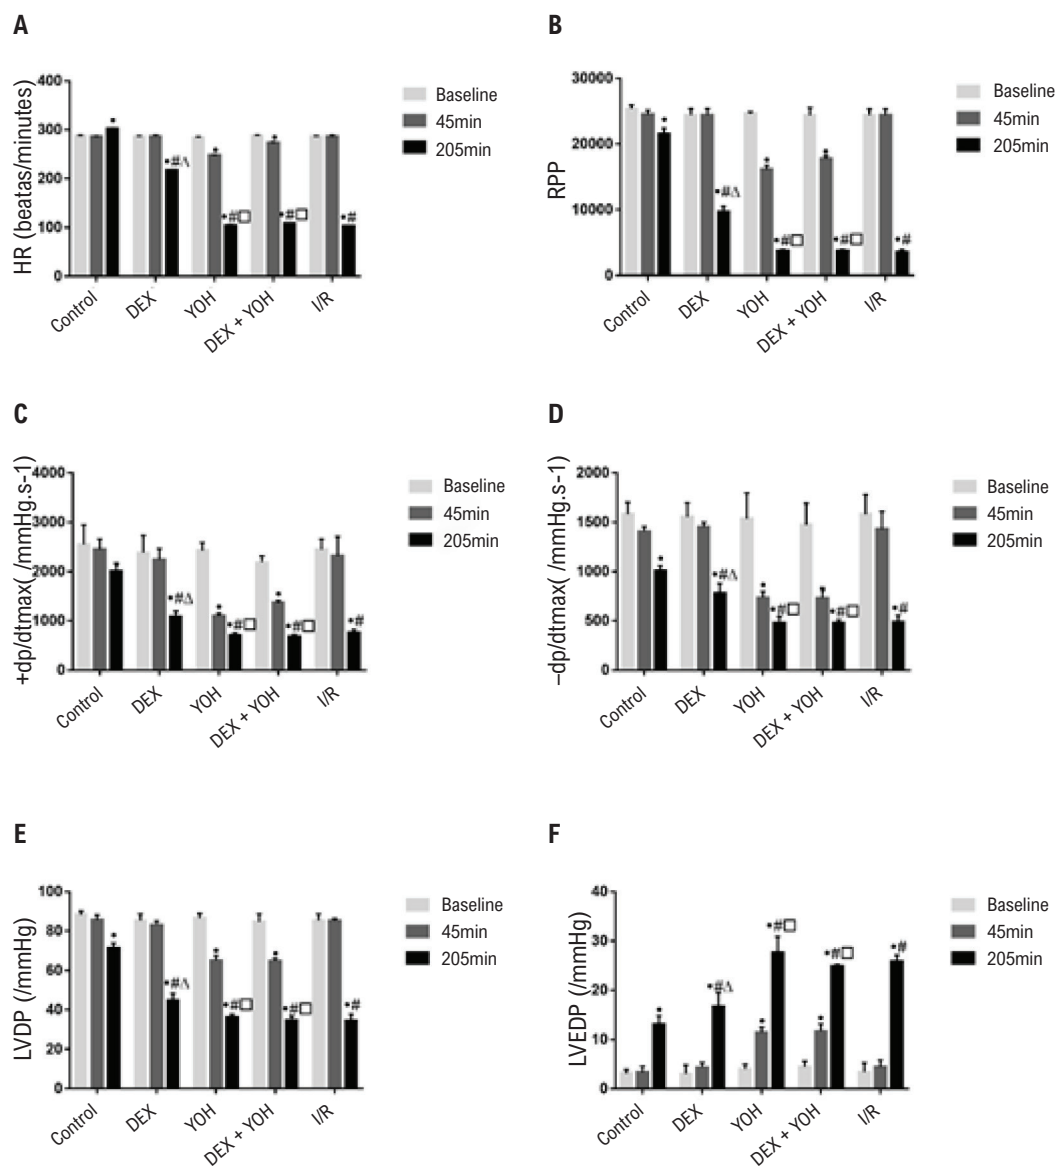 A
HR (beatas/minutes)
400
300
200
100
0
•
•#Δ
•
•#□
•
•#□
•#
Control
DEX
YOH
DEX + YOH
I/R
Baseline
45min
205min
B
RPP
30000
20000
10000
0
•
•#Δ
•
•#□
•
•#□
•#
Control
DEX
YOH
DEX + YOH
I/R
Baseline
45min
205min
C
+dp/dtmax( /mmHg.s-1)
4000
3000
2000
1000
0
•#Δ
•
•#□
•
•#□
•#
Control
DEX
YOH
DEX + YOH
I/R
Baseline
45min
205min
D
–dp/dtmax( /mmHg.s-1)
2000
1500
1000
500
0
•
•#Δ
•
•#□
•
•#□
•#
Control
DEX
YOH
DEX + YOH
I/R
Baseline
45min
205min
E
LVDP (/mmHg)
100
80
60
40
20
0
•
•#Δ
•
•#□
•
•#□
•#
Control
DEX
YOH
DEX + YOH
I/R
Baseline
45min
205min
F
LVEDP (/mmHg)
40
30
20
10
0
•
•#Δ
•
•#□
•
•#□
•#
Control
DEX
YOH
DEX + YOH
I/R
Baseline
45min
205min